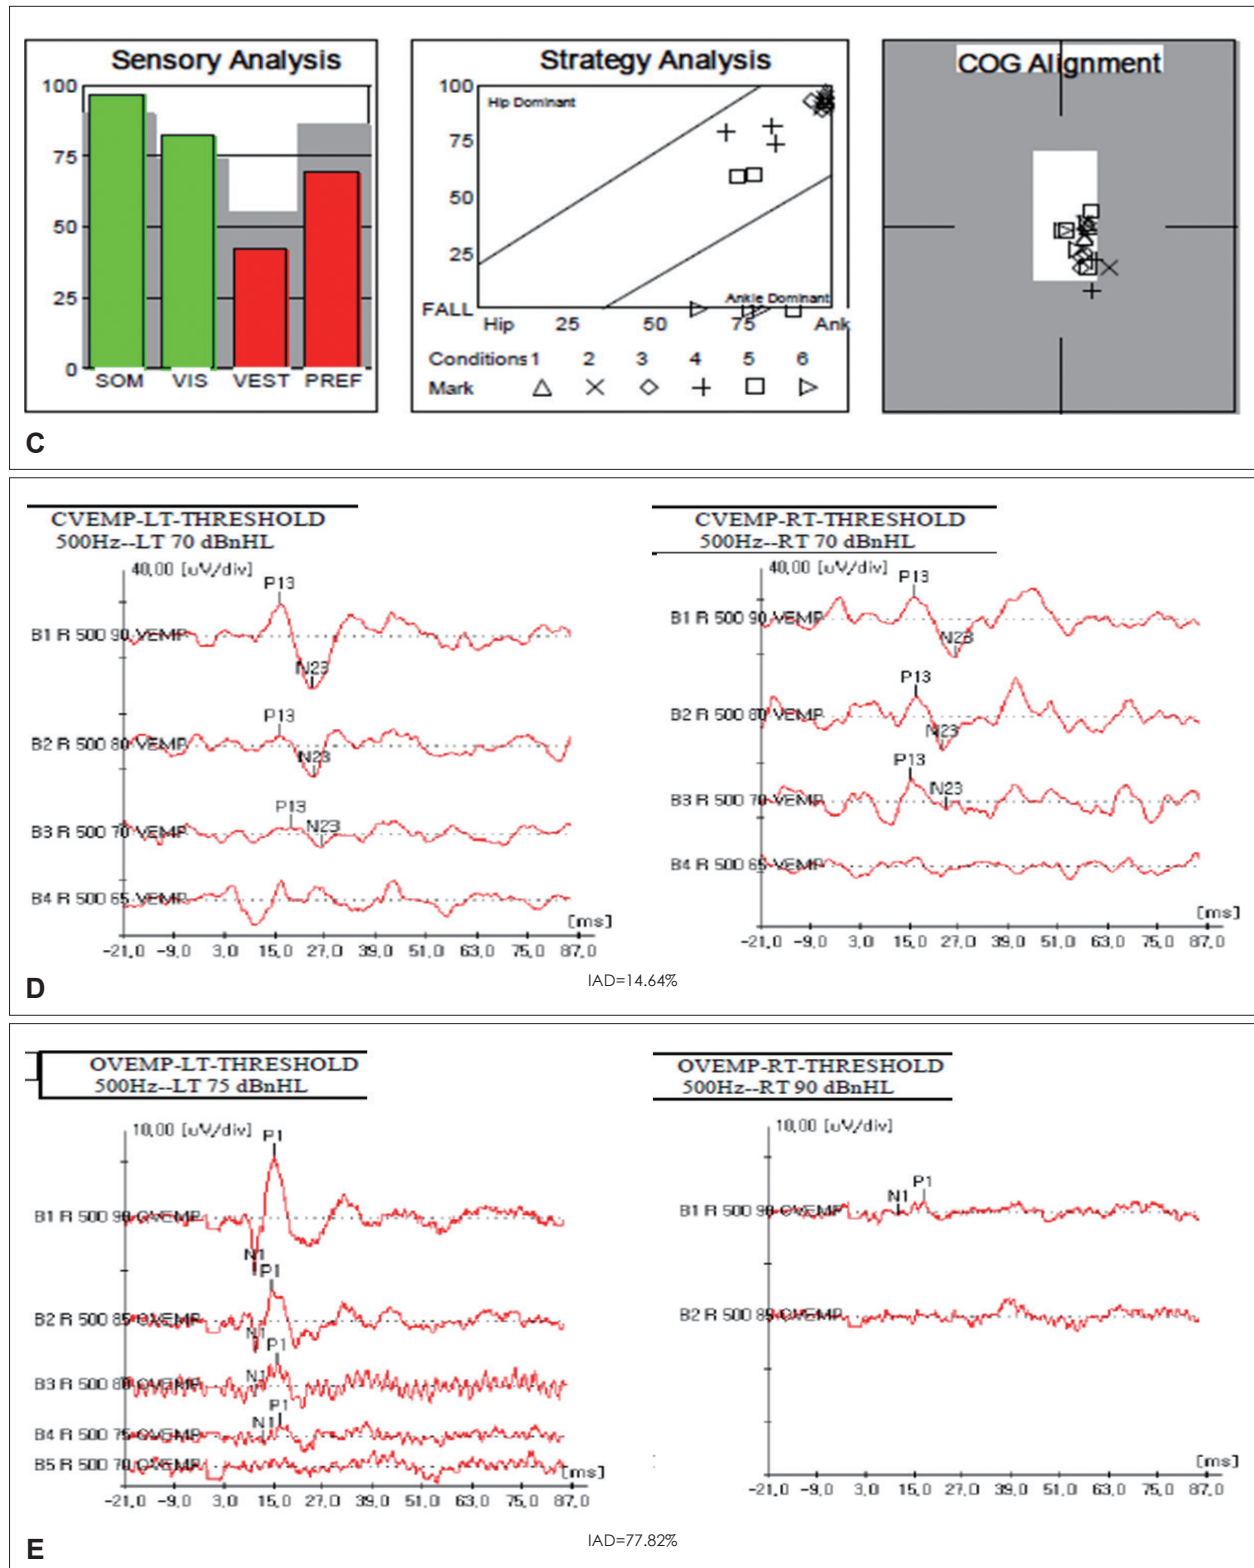 Sensory Analysis
100
75
50
25
0
SOM VIS VEST PREF
Strategy Analysis
100
Hip Dominant
75
50
25
Ankle Dominant
FALL
Hip 25 50 75 Ank
Conditions 1 2 3 4 5 6
Mark
COG Alignment
C
CVEMP-LT-THRESHOLD
500Hz--LT 70 dBnHL
40,00 [uV/div]
P13
B1 R 500 90 VEMP
N23
P13
B2 R 500 80 VEMP
N23
P13
N23
B3 R 500 70 VEMP
B4 R 500 65 VEMP
[ms]
-21,0 -9,0 3,0 15,0 27,0 39,0 51,0 63,0 75,0 87,0
CVEMP-RT-THRESHOLD
500Hz--RT 70 dBnHL
40,00 [uV/div]
P13
B1 R 500 90 VEMP
N23
P13
B2 R 500 80 VEMP
N23
P13
N23
B3 R 500 70 VEMP
B4 R 500 65 VEMP
[ms]
-21,0 -9,0 3,0 15,0 27,0 39,0 51,0 63,0 75,0 87,0
IAD=14.64%
D
OVEMP-LT-THRESHOLD
500Hz--LT 75 dBnHL
10,00 [uV/div]
P1
B1 R 500 90 OVEMP
N1
P1
B2 R 500 85 OVEMP
N1
P1
N1
B3 R 500 80 OVEMP
P1
N1
B4 R 500 75 OVEMP
B5 R 500 70 OVEMP
[ms]
-21,0 -9,0 3,0 15,0 27,0 39,0 51,0 63,0 75,0 87,0
OVEMP-RT-THRESHOLD
500Hz--RT 90 dBnHL
10,00 [uV/div]
P1
N1
B1 R 500 90 OVEMP
B2 R 500 85 OVEMP
[ms]
-21,0 -9,0 3,0 15,0 27,0 39,0 51,0 63,0 75,0 87,0
IAD=77.82%
E